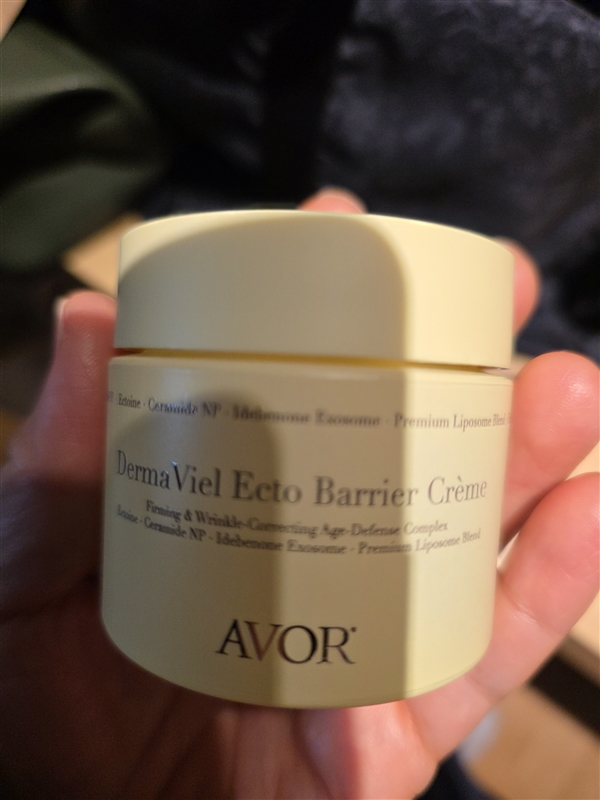 Ectoine · Ceramide NP · Idebenone Exosome · Premium Liposome Blend
DermaViel Ecto Barrier Crème
Firming & Wrinkle-Correcting Age-Defense Complex
Ectoine · Ceramide NP · Idebenone Exosome · Premium Liposome Blend
AVOR